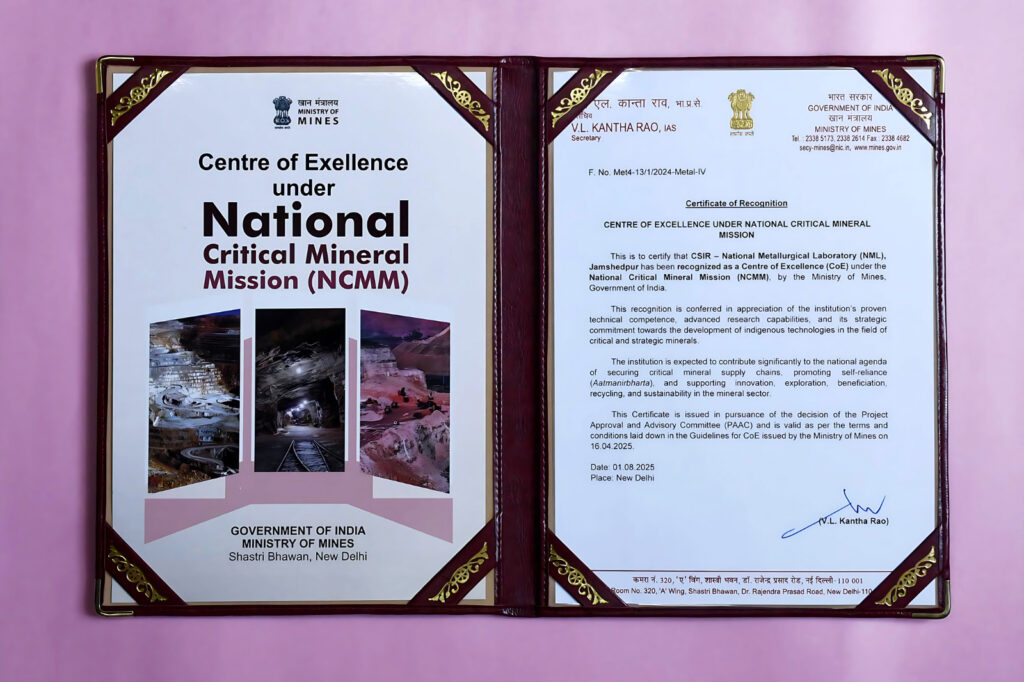 खान मंत्रालय
MINISTRY OF
MINES
सत्यमेव जयते
Centre of Exellence
under
National
Critical Mineral
Mission (NCMM)
GOVERNMENT OF INDIA
MINISTRY OF MINES
Shastri Bhawan, New Delhi
एल. कान्ता राव, भा.प्र.से.
सचिव
V.L. KANTHA RAO, IAS
Secretary
सत्यमेव जयते
भारत सरकार
GOVERNMENT OF INDIA
खान मंत्रालय
MINISTRY OF MINES
Tel. : 2338 5173, 2338 2614 Fax : 2338 4682
secy-mines@nic.in, www.mines.gov.in
F. No. Met4-13/1/2024-Metal-IV
Certificate of Recognition
CENTRE OF EXCELLENCE UNDER NATIONAL CRITICAL MINERAL
MISSION
This is to certify that CSIR – National Metallurgical Laboratory (NML),
Jamshedpur has been recognized as a Centre of Excellence (CoE) under the
National Critical Mineral Mission (NCMM), by the Ministry of Mines,
Government of India.
This recognition is conferred in appreciation of the institution's proven
technical competence, advanced research capabilities, and its strategic
commitment towards the development of indigenous technologies in the field of
critical and strategic minerals.
The institution is expected to contribute significantly to the national agenda
of securing critical mineral supply chains, promoting self-reliance
(Aatmanirbharta), and supporting innovation, exploration, beneficiation,
recycling, and sustainability in the mineral sector.
This Certificate is issued in pursuance of the decision of the Project
Approval and Advisory Committee (PAAC) and is valid as per the terms and
conditions laid down in the Guidelines for CoE issued by the Ministry of Mines on
16.04.2025.
Date: 01.08.2025
Place: New Delhi
(V.L. Kantha Rao)
कमरा नं. 320, 'ए' विंग, शास्त्री भवन, डॉ. राजेन्द्र प्रसाद रोड, नई दिल्ली-110 001
Room No. 320, 'A' Wing, Shastri Bhawan, Dr. Rajendra Prasad Road, New Delhi-110